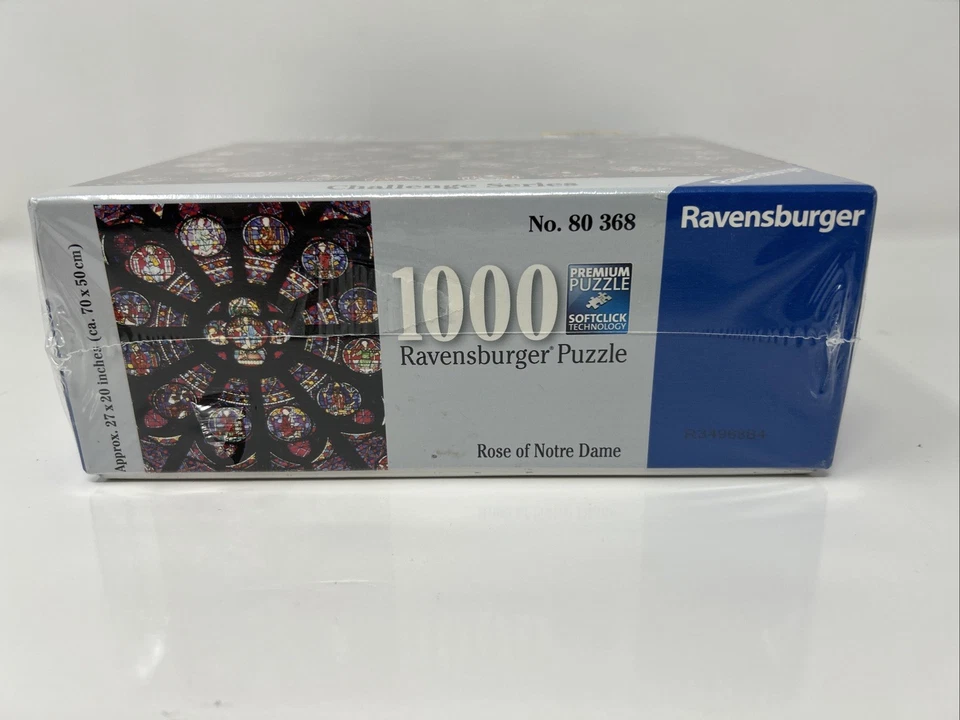 Challenge Series
Ravensburger
No. 80 368
1000
PREMIUM
PUZZLE
SOFTCLICK
TECHNOLOGY
Ravensburger® Puzzle
Rose of Notre Dame
Approx. 27 x 20 inches (ca. 70 x 50 cm)